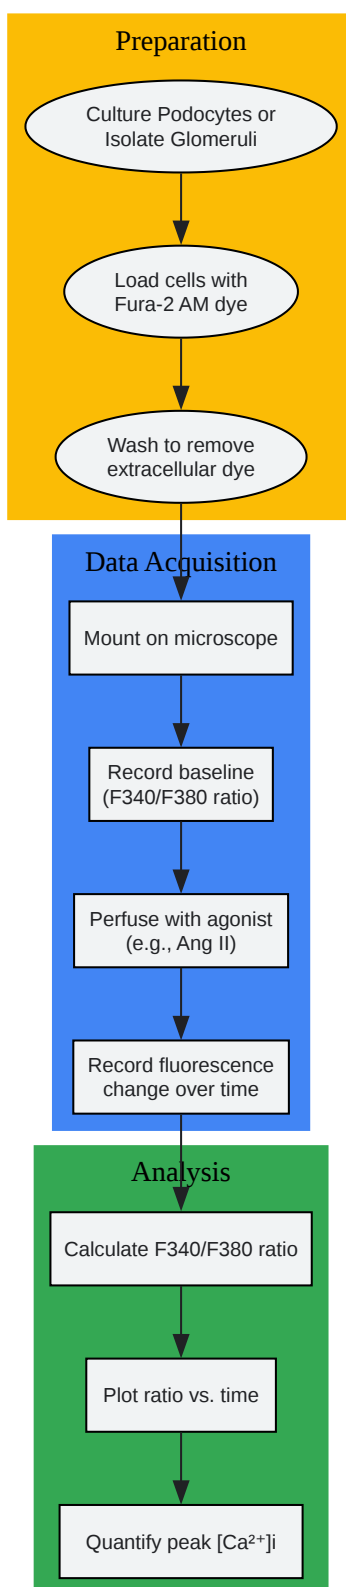 Preparation
Culture Podocytes or
Isolate Glomeruli
Load cells with
Fura-2 AM dye
Wash to remove
extracellular dye
Data Acquisition
Mount on microscope
Record baseline
(F340/F380 ratio)
Perfuse with agonist
(e.g., Ang II)
Record fluorescence
change over time
Analysis
Calculate F340/F380 ratio
Plot ratio vs. time
Quantify peak [Ca²⁺]i